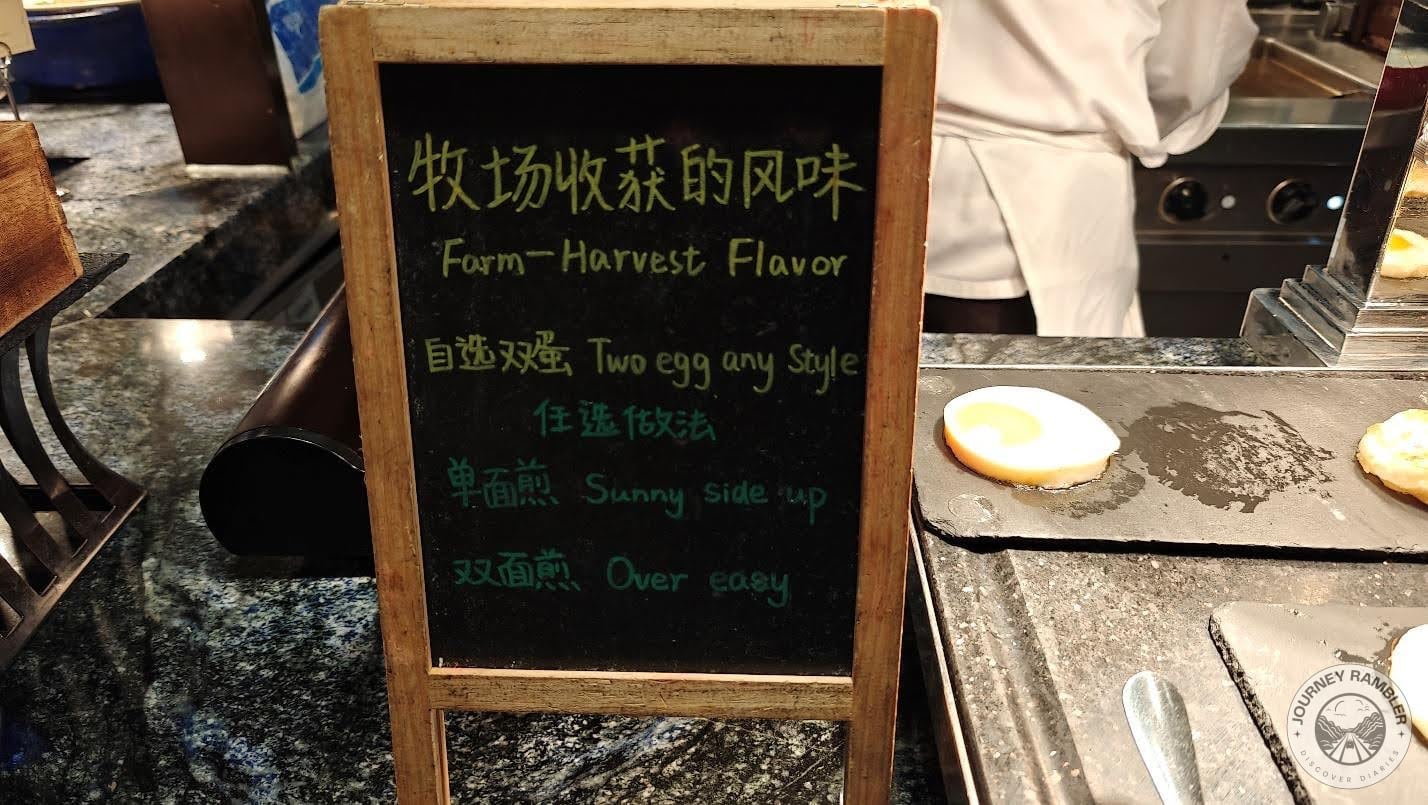 牧场收获的风味
Farm-Harvest Flavor
自选双蛋 Two egg any Style
任选做法
单面煎 Sunny side up
双面煎 Over easy
JOURNEY RAMBLER
DISCOVER DIARIES